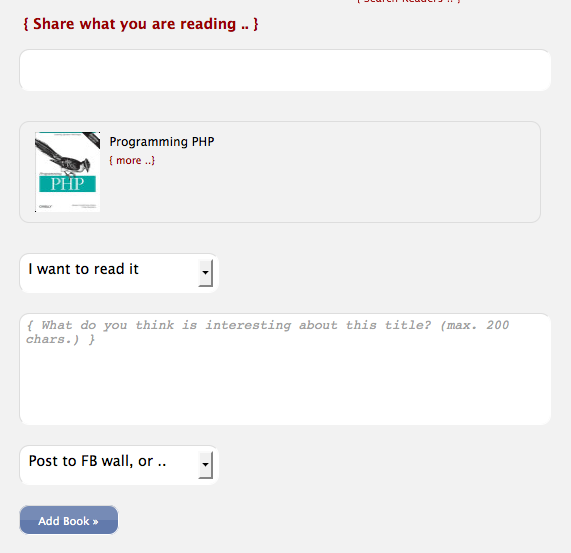 { Search Readers .. }
{ Share what you are reading .. }
Programming PHP
{ more ..}
Programming
PHP
O'REILLY
I want to read it
{ What do you think is interesting about this title? (max. 200
chars.) }
Post to FB wall, or ..
Add Book »